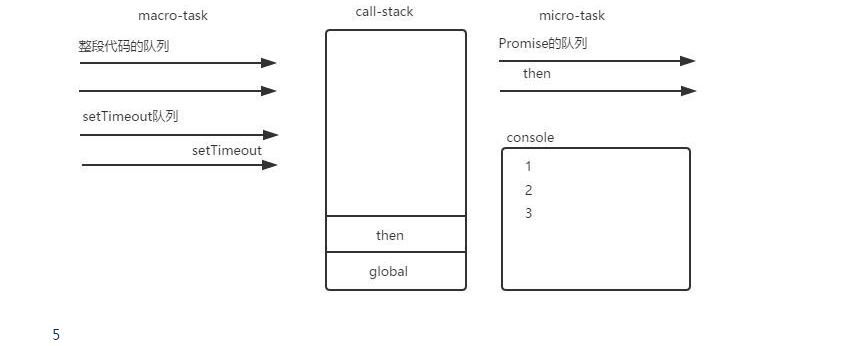 macro-task
整段代码的队列
setTimeout队列
setTimeout
call-stack
then
global
micro-task
Promise的队列
then
console
1
2
3
5